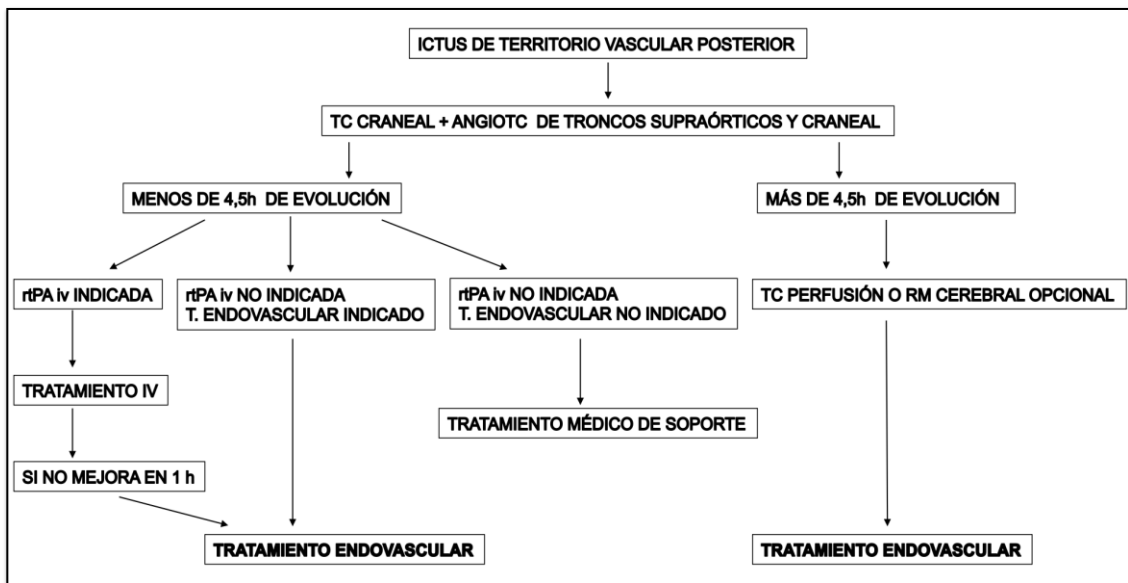 ICTUS DE TERRITORIO VASCULAR POSTERIOR
TC CRANEAL + ANGIOTC DE TRONCOS SUPRAÓRTICOS Y CRANEAL
MENOS DE 4,5h DE EVOLUCIÓN
MÁS DE 4,5h DE EVOLUCIÓN
rtPA iv INDICADA
rtPA iv NO INDICADA
T. ENDOVASCULAR INDICADO
rtPA iv NO INDICADA
T. ENDOVASCULAR NO INDICADO
TC PERFUSIÓN O RM CEREBRAL OPCIONAL
TRATAMIENTO IV
TRATAMIENTO MÉDICO DE SOPORTE
SI NO MEJORA EN 1 h
TRATAMIENTO ENDOVASCULAR
TRATAMIENTO ENDOVASCULAR